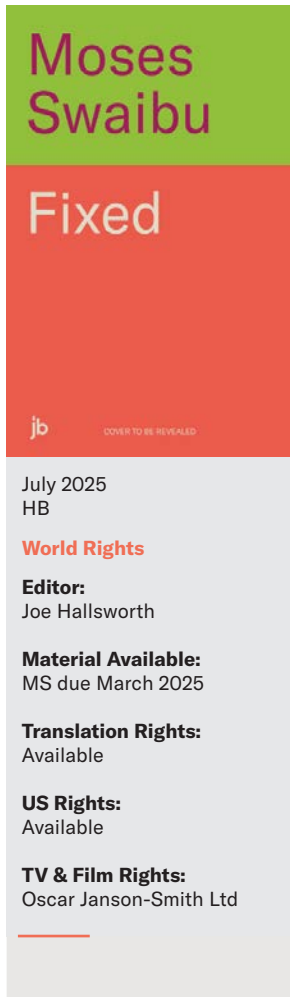 Moses
Swaibu
Fixed
jb
COVER TO BE REVEALED
July 2025
HB
World Rights
Editor:
Joe Hallsworth
Material Available:
MS due March 2025
Translation Rights:
Available
US Rights:
Available
TV & Film Rights:
Oscar Janson-Smith Ltd